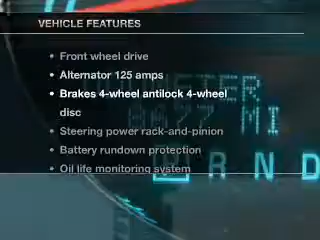 VEHICLE FEATURES
• Front wheel drive
• Alternator 125 amps
• Brakes 4-wheel antilock 4-wheel
disc
• Steering power rack-and-pinion
• Battery rundown protection
• Oil life monitoring system
MI
R N D